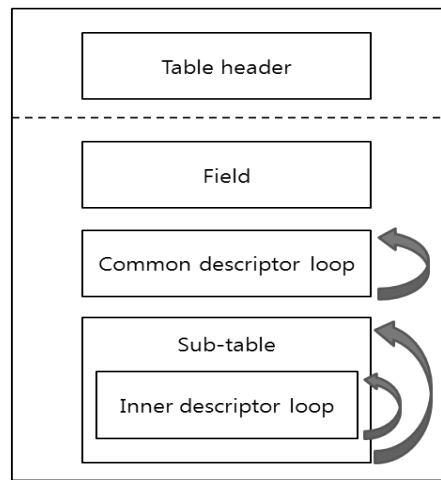 Table header
Field
Common descriptor loop
Sub-table
Inner descriptor loop